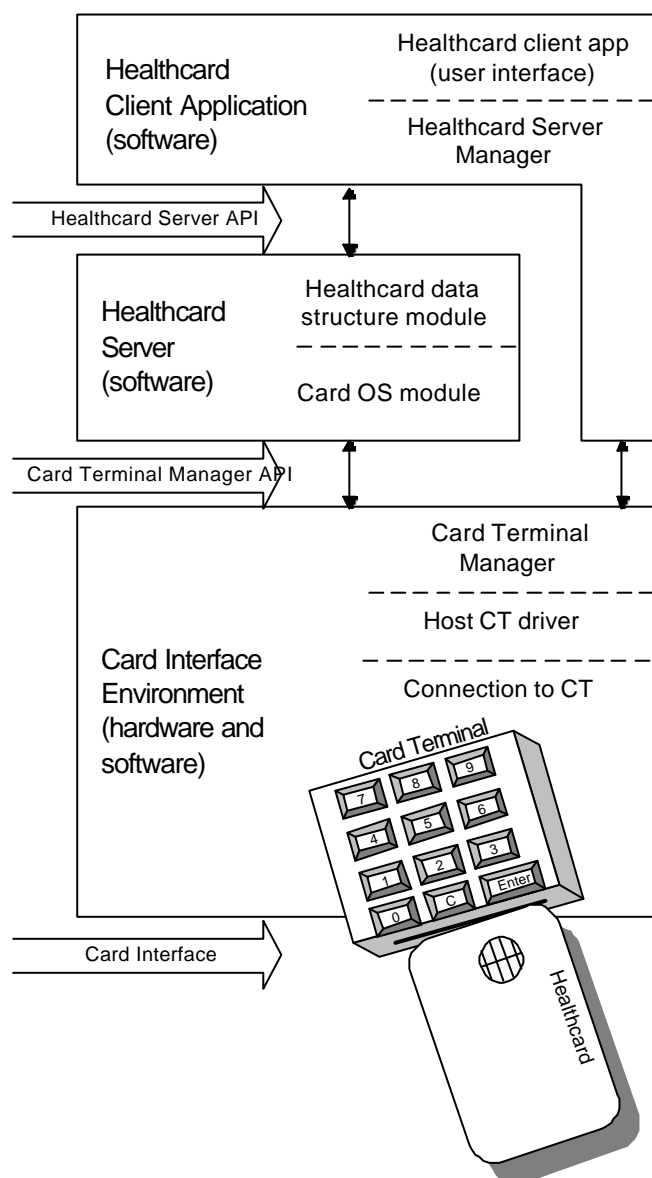 Healthcard
Client Application
(software)
Healthcard client app
(user interface)
Healthcard Server
Manager
Healthcard Server API
Healthcard
Server
(software)
Healthcard data
structure module
Card OS module
Card Terminal Manager API
Card Interface
Environment
(hardware and
software)
Card Terminal
Manager
Host CT driver
Connection to CT
Card Terminal
7 8 9
4 5 6
1 2 3
0 C Enter
Card Interface
Healthcard